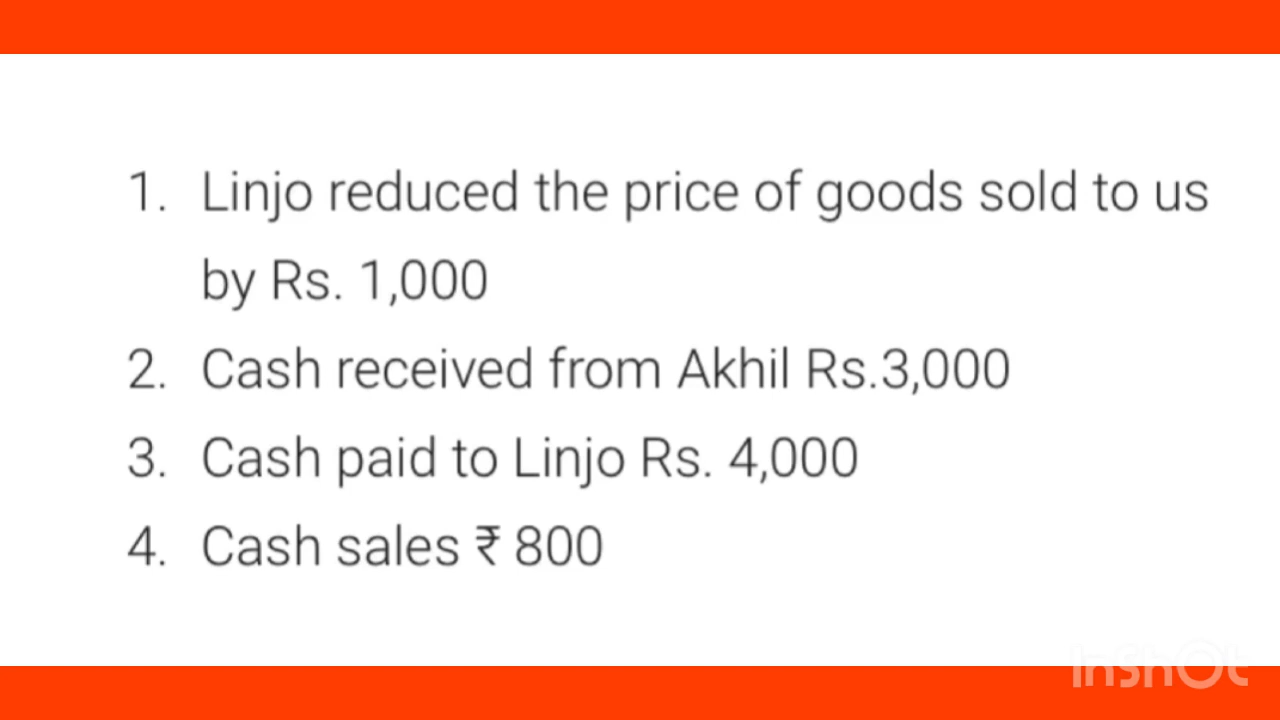 1. Linjo reduced the price of goods sold to us
by Rs. 1,000
2. Cash received from Akhil Rs.3,000
3. Cash paid to Linjo Rs. 4,000
4. Cash sales ₹ 800
InShOt